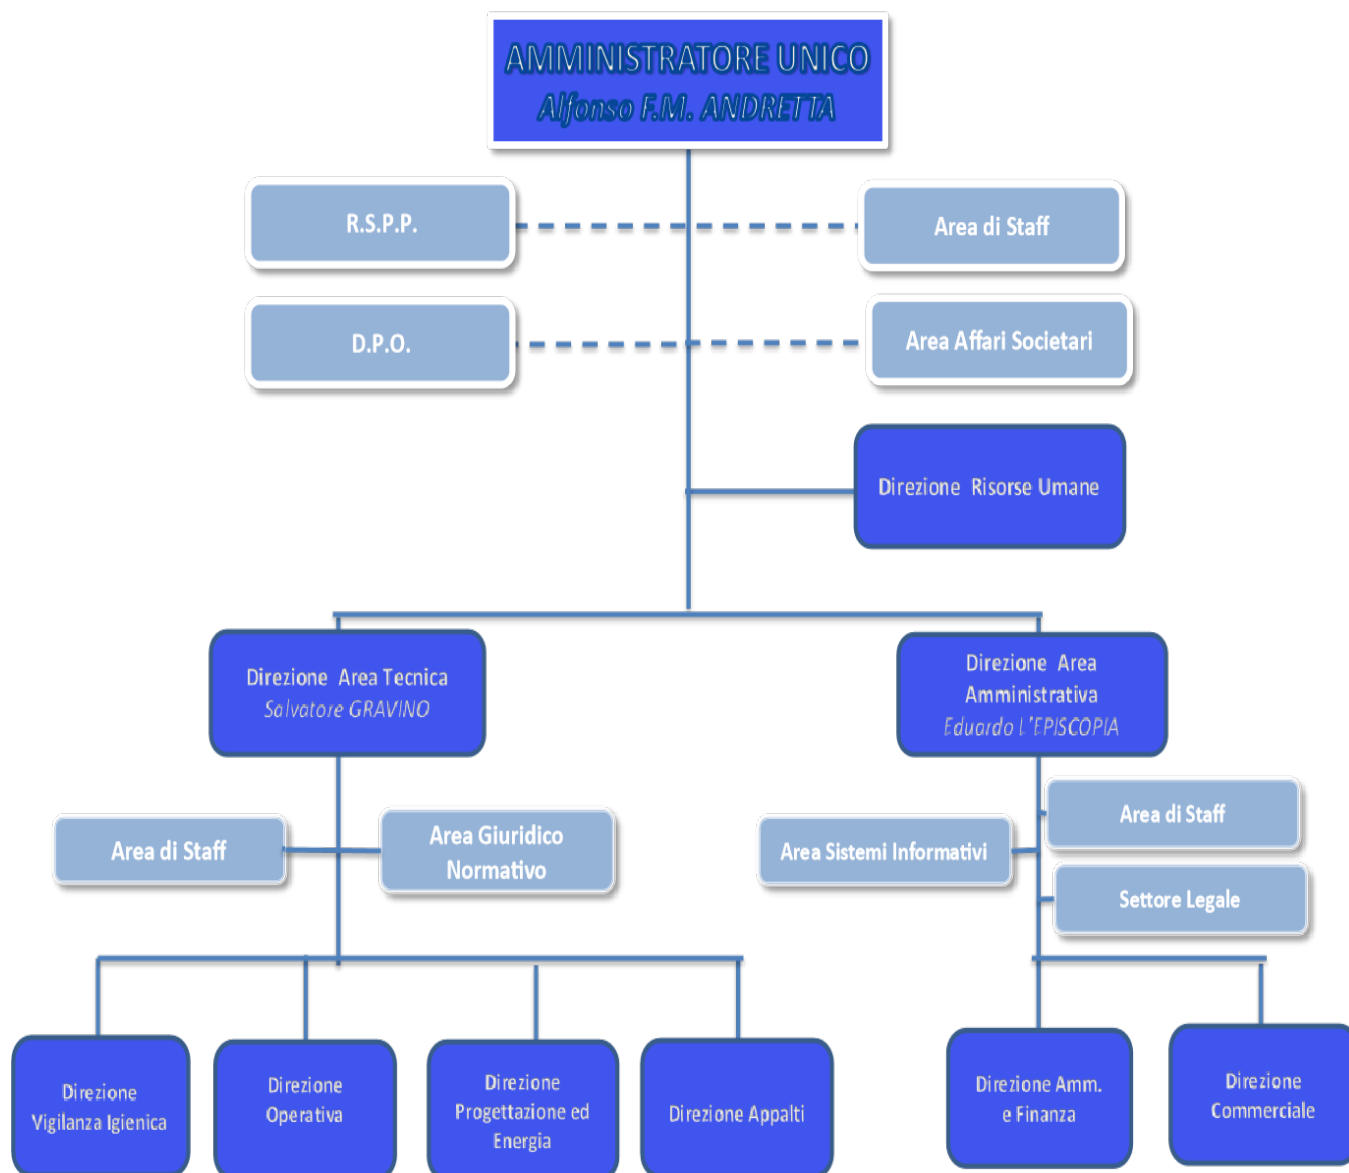 AMMINISTRATORE UNICO
Alfonso F.M. ANDRETTA
R.S.P.P.
Area di Staff
D.P.O.
Area Affari Societari
Direzione Risorse Umane
Direzione Area Tecnica
Salvatore GRAVINO
Direzione Area
Amministrativa
Eduardo L'EPISCOPIA
Area di Staff
Area Giuridico
Normativo
Area Sistemi Informativi
Area di Staff
Settore Legale
Direzione
Vigilanza Igienica
Direzione
Operativa
Direzione
Progettazione ed
Energia
Direzione Appalti
Direzione Amm.
e Finanza
Direzione
Commerciale